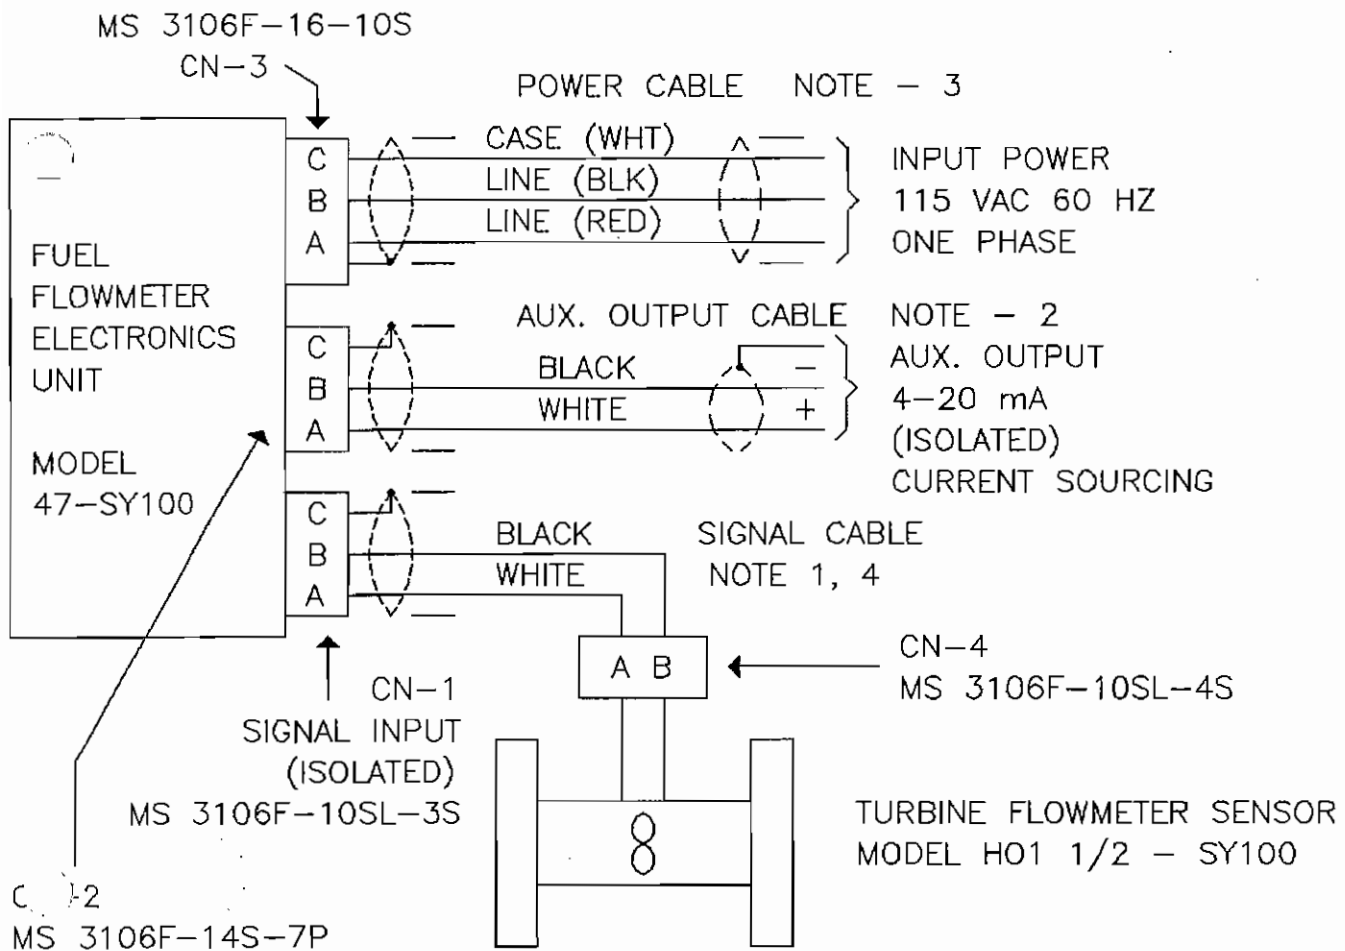 MS 3106F-16-10S
CN-3
POWER CABLE NOTE - 3
C CASE (WHT)
B LINE (BLK)
A LINE (RED)
INPUT POWER
115 VAC 60 HZ
ONE PHASE
FUEL
FLOWMETER
ELECTRONICS
UNIT
MODEL
47-SY100
AUX. OUTPUT CABLE NOTE - 2
C
B BLACK -
A WHITE +
AUX. OUTPUT
4-20 mA
(ISOLATED)
CURRENT SOURCING
C
B BLACK
A WHITE
SIGNAL CABLE
NOTE 1, 4
A B
CN-4
MS 3106F-10SL-4S
CN-1
SIGNAL INPUT
(ISOLATED)
MS 3106F-10SL-3S
TURBINE FLOWMETER SENSOR
MODEL HO1 1/2 - SY100
-2
MS 3106F-14S-7P